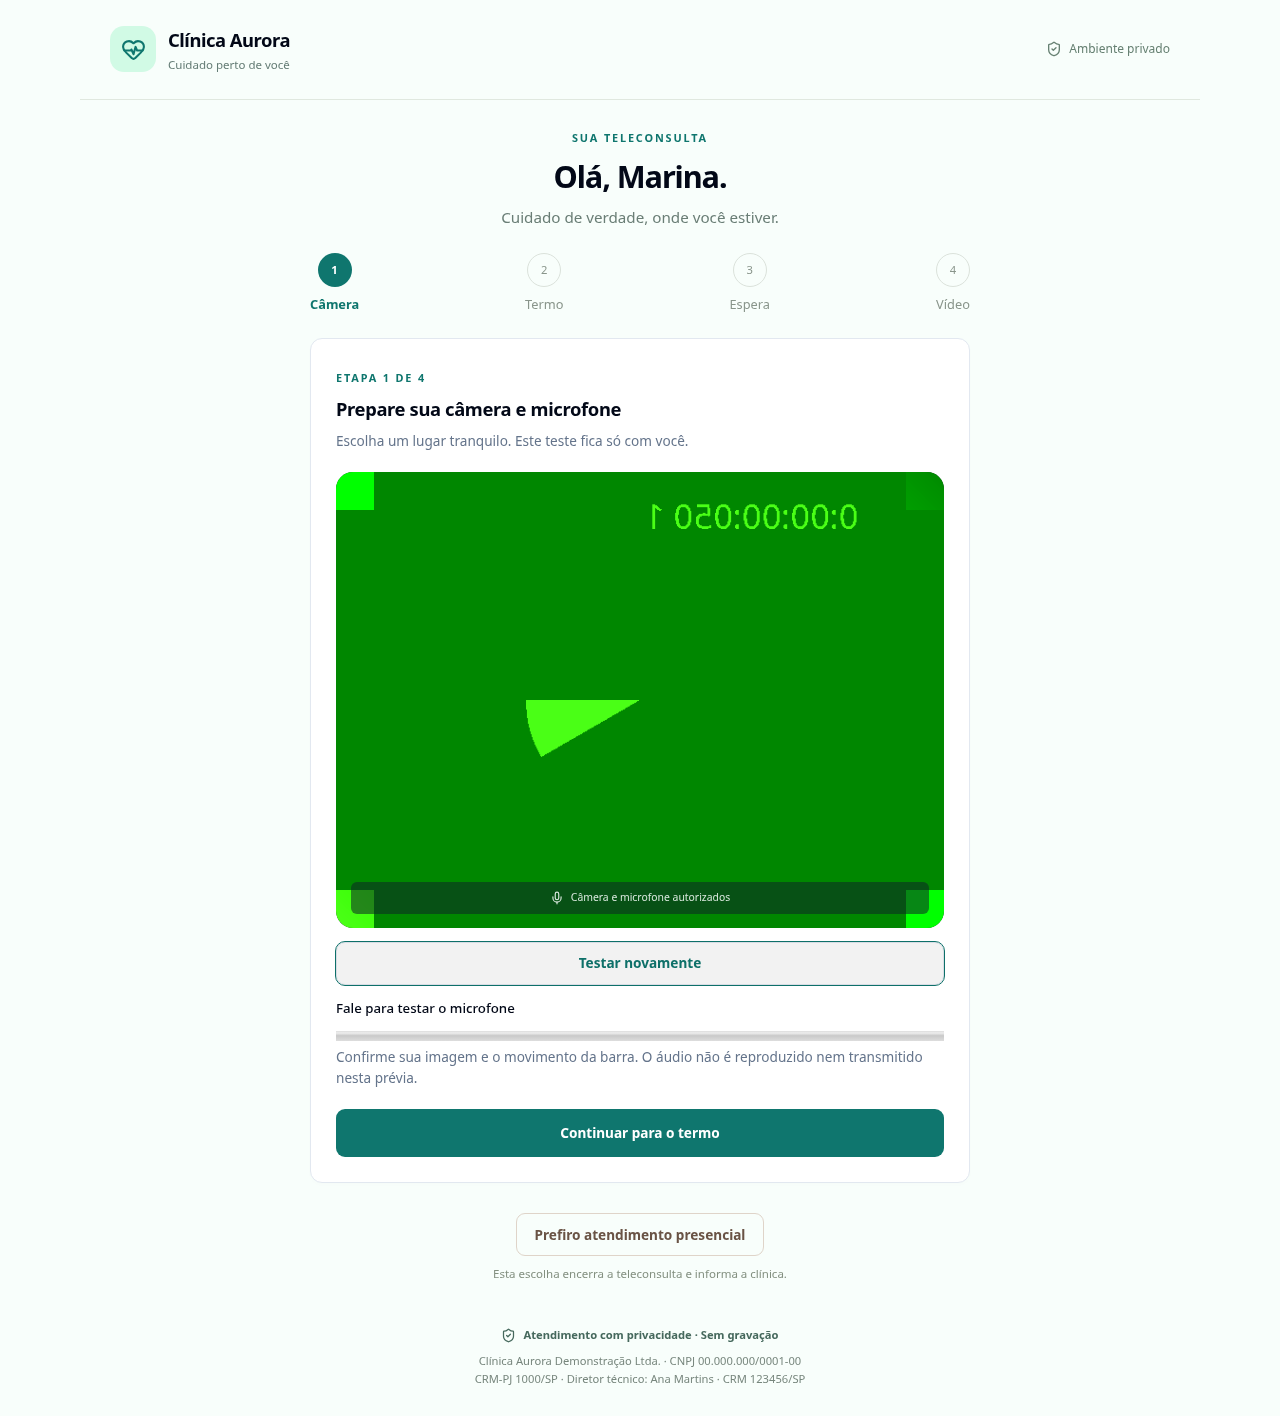 Clínica Aurora
Cuidado perto de você
Ambiente privado
SUA TELECONSULTA
Olá, Marina.
Cuidado de verdade, onde você estiver.
1
2
3
4
Câmera
Termo
Espera
Vídeo
ETAPA 1 DE 4
Prepare sua câmera e microfone
Escolha um lugar tranquilo. Este teste fica só com você.
0:00:00:050 1
Câmera e microfone autorizados
Testar novamente
Fale para testar o microfone
Confirme sua imagem e o movimento da barra. O áudio não é reproduzido nem transmitido
nesta prévia.
Continuar para o termo
Prefiro atendimento presencial
Esta escolha encerra a teleconsulta e informa a clínica.
Atendimento com privacidade · Sem gravação
Clínica Aurora Demonstração Ltda. · CNPJ 00.000.000/0001-00
CRM-PJ 1000/SP · Diretor técnico: Ana Martins · CRM 123456/SP